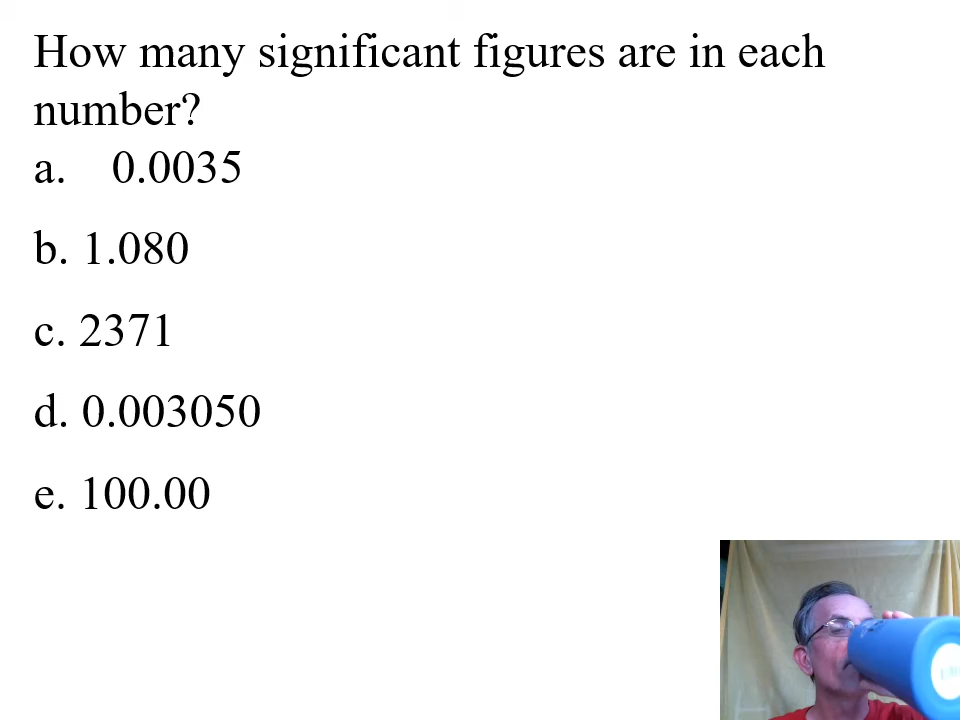 How many significant figures are in each
number?
a. 0.0035
b. 1.080
c. 2371
d. 0.003050
e. 100.00